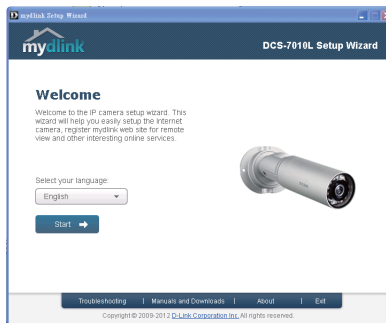 mydlink Setup Wizard
mydlink
DCS-7010L Setup Wizard
Welcome
Welcome to the IP camera setup wizard. This
wizard will help you easily setup the Internet
camera, register mydlink web site for remote
view and other interesting online services.
Select your language:
English
Start
Troubleshooting | Manuals and Downloads | About | Exit
Copyright © 2009-2012 D-Link Corporation Inc. All rights reserved.